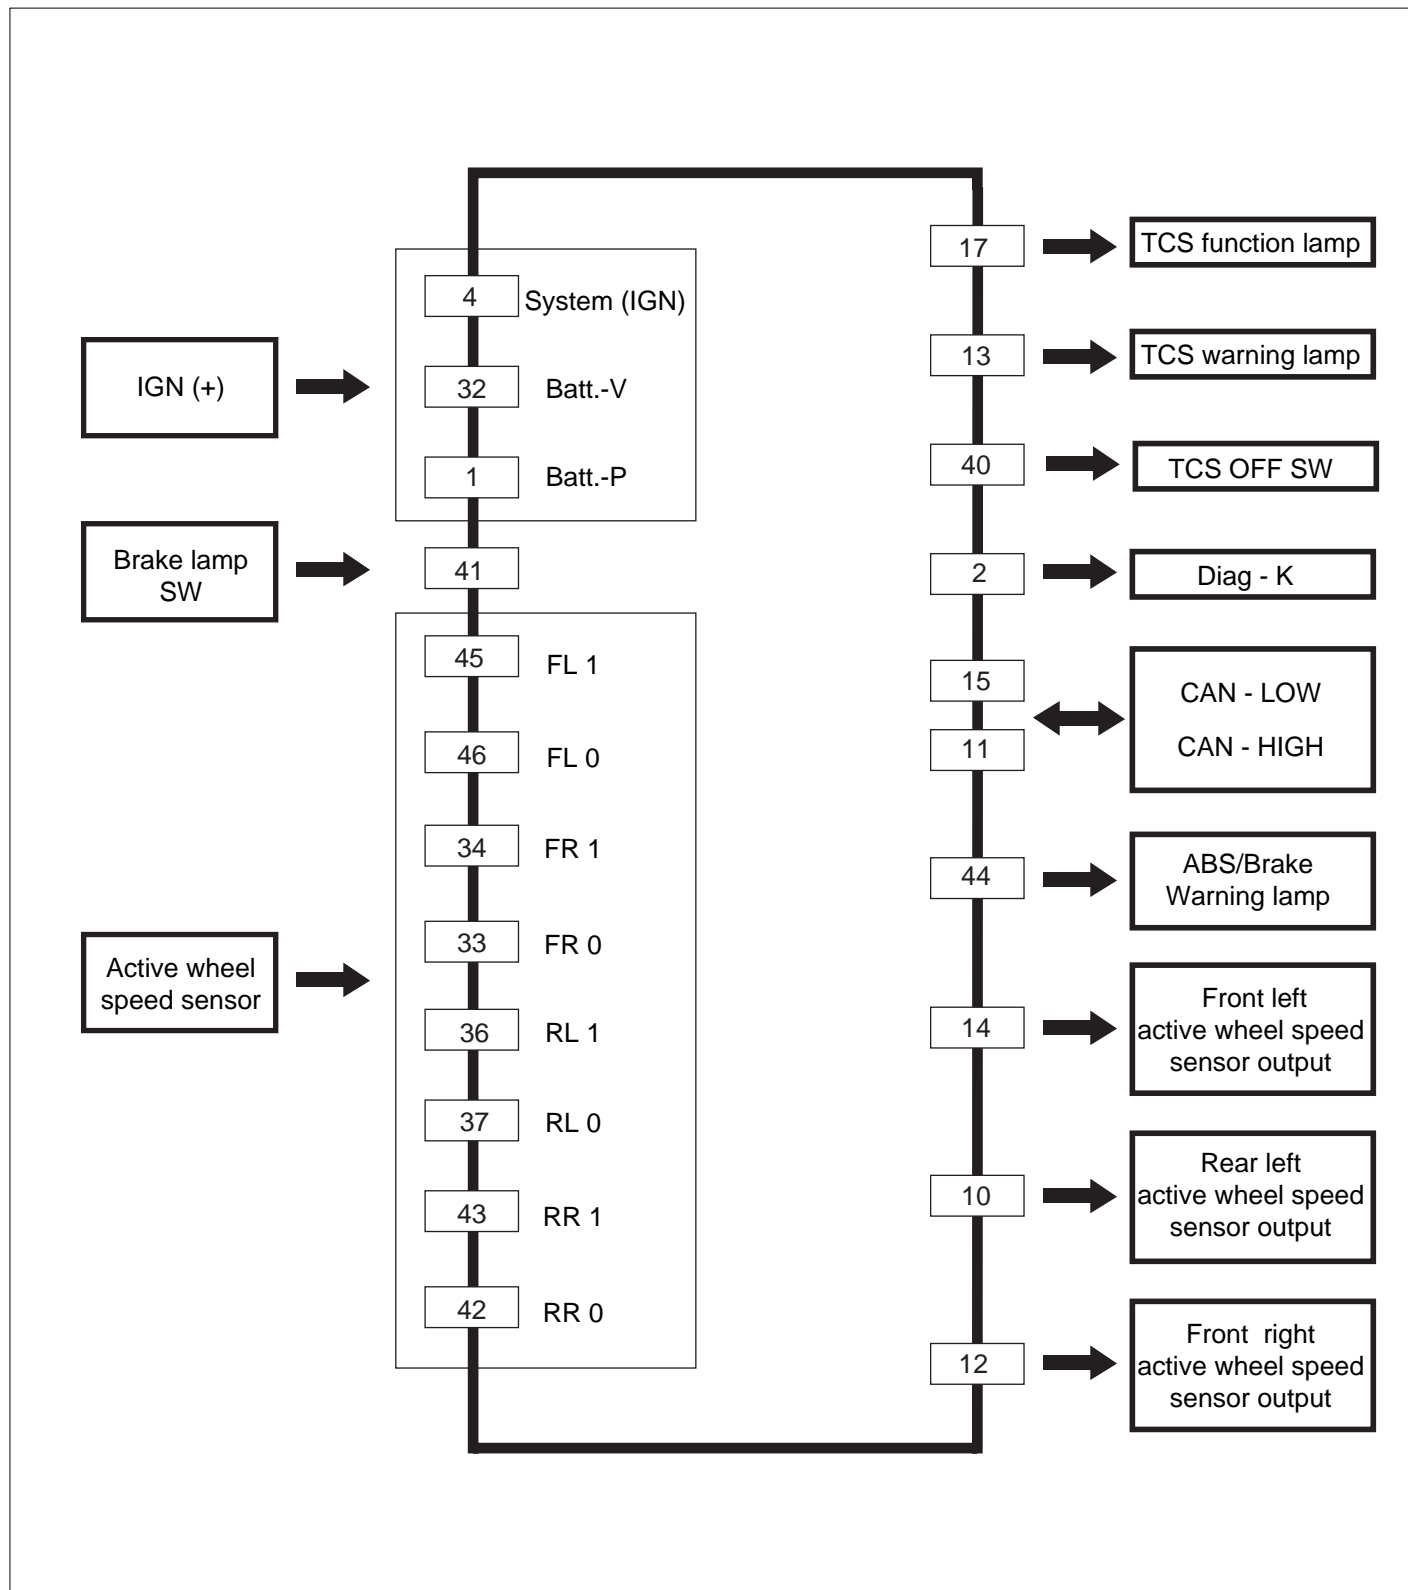 IGN (+)
Brake lamp
SW
Active wheel
speed sensor
4
System (IGN)
32
Batt.-V
1
Batt.-P
41
45
FL 1
46
FL 0
34
FR 1
33
FR 0
36
RL 1
37
RL 0
43
RR 1
42
RR 0
17
TCS function lamp
13
TCS warning lamp
40
TCS OFF SW
2
Diag - K
15
11
CAN - LOW
CAN - HIGH
44
ABS/Brake
Warning lamp
14
Front left
active wheel speed
sensor output
10
Rear left
active wheel speed
sensor output
12
Front right
active wheel speed
sensor output